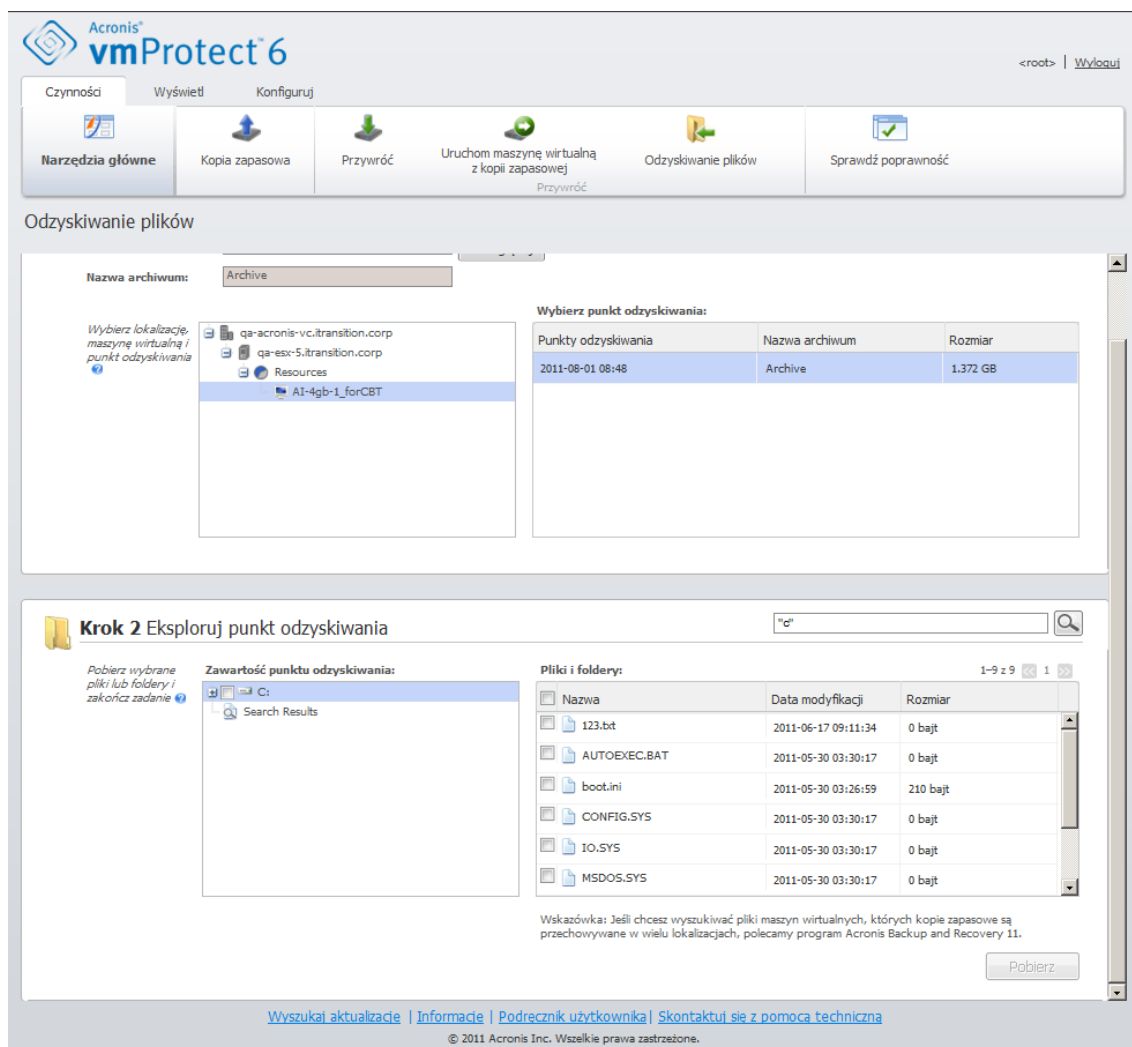 Acronis®
vmProtect™ 6
<root> | Wyloguj
Czynności Wyświetl Konfiguruj
Narzędzia główne
Kopia zapasowa
Przywróć
Uruchom maszynę wirtualną
z kopii zapasowej
Odzyskiwanie plików
Sprawdź poprawność
Przywróć
Odzyskiwanie plików
Nazwa archiwum: Archive
Wybierz lokalizację,
maszynę wirtualną i
punkt odzyskiwania
qa-acronis-vc.itransition.corp
qa-esx-5.itransition.corp
Resources
AI-4gb-1_forCBT
Wybierz punkt odzyskiwania:
Punkty odzyskiwania Nazwa archiwum Rozmiar
2011-08-01 08:48 Archive 1.372 GB
Krok 2 Eksploruj punkt odzyskiwania
"c"
Pobierz wybrane
pliki lub foldery i
zakończ zadanie
Zawartość punktu odzyskiwania:
C:
Search Results
Pliki i foldery: 1–9 z 9 << 1 >>
Nazwa Data modyfikacji Rozmiar
123.txt 2011-06-17 09:11:34 0 bajt
AUTOEXEC.BAT 2011-05-30 03:30:17 0 bajt
boot.ini 2011-05-30 03:26:59 210 bajt
CONFIG.SYS 2011-05-30 03:30:17 0 bajt
IO.SYS 2011-05-30 03:30:17 0 bajt
MSDOS.SYS 2011-05-30 03:30:17 0 bajt
Wskazówka: Jeśli chcesz wyszukiwać pliki maszyn wirtualnych, których kopie zapasowe są
przechowywane w wielu lokalizacjach, polecamy program Acronis Backup and Recovery 11.
Pobierz
Wyszukaj aktualizacje | Informacje | Podręcznik użytkownika | Skontaktuj się z pomocą techniczną
© 2011 Acronis Inc. Wszelkie prawa zastrzeżone.